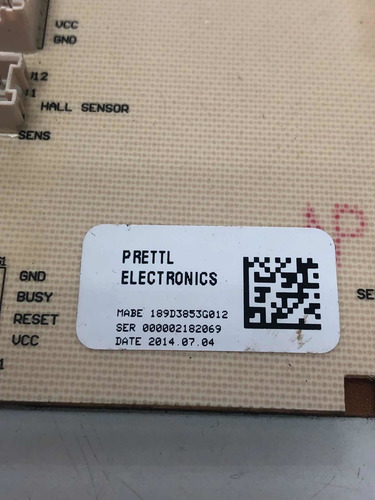 VCC
GND
J12
J1
HALL SENSOR
SENS
AP
PRETTL
ELECTRONICS
MABE 189D3853G012
SER 000002182069
DATE 2014.07.04
GND
BUSY
RESET
VCC
SE